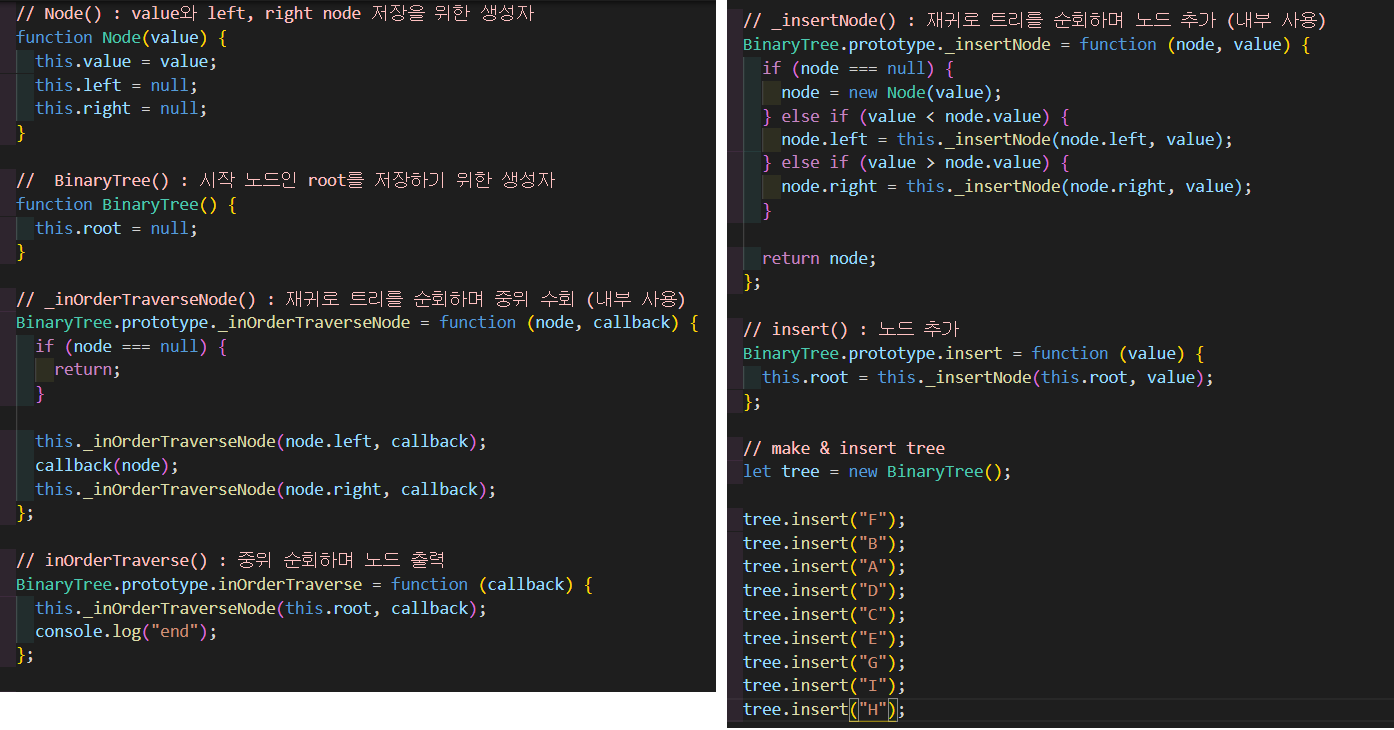 // Node() : value와 left, right node 저장을 위한 생성자
function Node(value) {
  this.value = value;
  this.left = null;
  this.right = null;
}
//  BinaryTree() : 시작 노드인 root를 저장하기 위한 생성자
function BinaryTree() {
  this.root = null;
}
// _inOrderTraverseNode() : 재귀로 트리를 순회하며 중위 수회 (내부 사용)
BinaryTree.prototype._inOrderTraverseNode = function (node, callback) {
  if (node === null) {
    return;
  }
  this._inOrderTraverseNode(node.left, callback);
  callback(node);
  this._inOrderTraverseNode(node.right, callback);
};
// inOrderTraverse() : 중위 순회하며 노드 출력
BinaryTree.prototype.inOrderTraverse = function (callback) {
  this._inOrderTraverseNode(this.root, callback);
  console.log("end");
};
// _insertNode() : 재귀로 트리를 순회하며 노드 추가 (내부 사용)
BinaryTree.prototype._insertNode = function (node, value) {
  if (node === null) {
    node = new Node(value);
  } else if (value < node.value) {
    node.left = this._insertNode(node.left, value);
  } else if (value > node.value) {
    node.right = this._insertNode(node.right, value);
  }
  return node;
};
// insert() : 노드 추가
BinaryTree.prototype.insert = function (value) {
  this.root = this._insertNode(this.root, value);
};
// make & insert tree
let tree = new BinaryTree();
tree.insert("F");
tree.insert("B");
tree.insert("A");
tree.insert("D");
tree.insert("C");
tree.insert("E");
tree.insert("G");
tree.insert("I");
tree.insert("H");